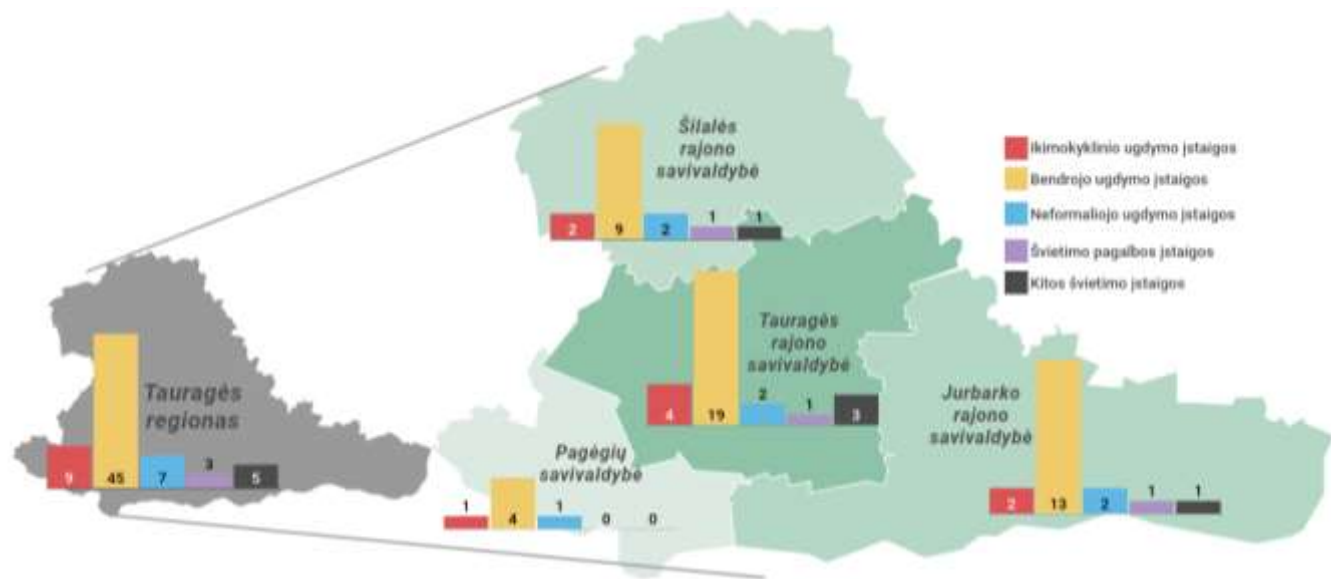 Šilalės
rajono
savivaldybė
2
9
2
1
1
Ikimokyklinio ugdymo įstaigos
Bendrojo ugdymo įstaigos
Neformaliojo ugdymo įstaigos
Švietimo pagalbos įstaigos
Kitos švietimo įstaigos
Tauragės
rajono
savivaldybė
4
19
2
1
3
Tauragės
regionas
9
45
7
3
5
Jurbarko
rajono
savivaldybė
2
13
2
1
1
Pagėgių
savivaldybė
1
4
1
0
0